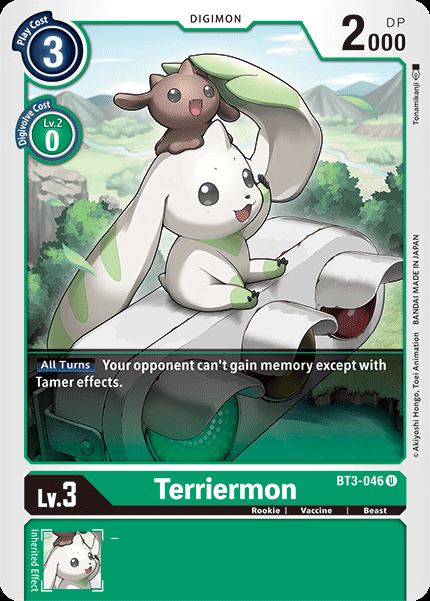 DIGIMON
Play Cost
3
DP
2000
Digivolve Cost
Lv.2
0
Tonamikanji
© Akiyoshi Hongo, Toei Animation BANDAI MADE IN JAPAN
All Turns Your opponent can't gain memory except with
Tamer effects.
BT3-046 U
Lv.3 Terriermon
Rookie | Vaccine | Beast
Inherited Effect
–